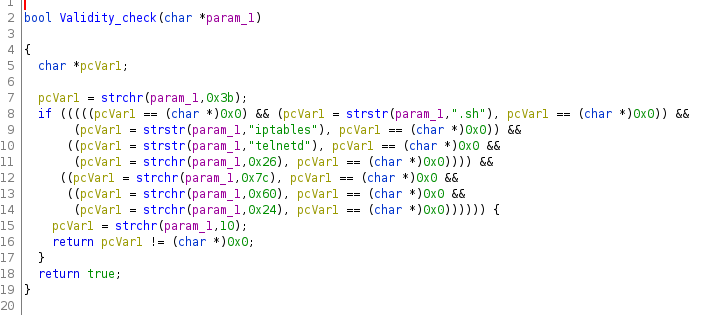 1
2 bool Validity_check(char *param_1)
3
4 {
5 char *pcVar1;
6
7 pcVar1 = strchr(param_1,0x3b);
8 if (((((pcVar1 == (char *)0x0) && (pcVar1 = strstr(param_1,".sh"), pcVar1 == (char *)0x0)) &&
9 (pcVar1 = strstr(param_1,"iptables"), pcVar1 == (char *)0x0)) &&
10 ((pcVar1 = strstr(param_1,"telnetd"), pcVar1 == (char *)0x0 &&
11 (pcVar1 = strchr(param_1,0x26), pcVar1 == (char *)0x0)))) &&
12 ((pcVar1 = strchr(param_1,0x7c), pcVar1 == (char *)0x0 &&
13 ((pcVar1 = strchr(param_1,0x60), pcVar1 == (char *)0x0 &&
14 (pcVar1 = strchr(param_1,0x24), pcVar1 == (char *)0x0)))))) {
15 pcVar1 = strchr(param_1,10);
16 return pcVar1 != (char *)0x0;
17 }
18 return true;
19 }
20